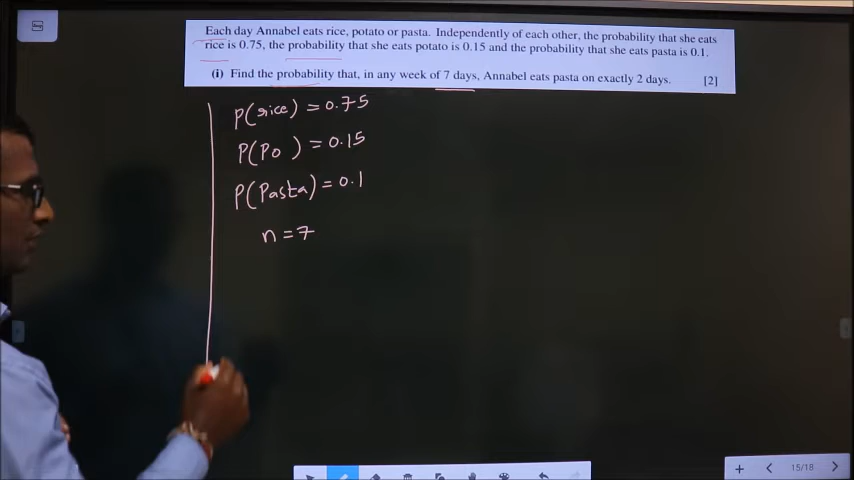 Each day Annabel eats rice, potato or pasta. Independently of each other, the probability that she eats
rice is 0.75, the probability that she eats potato is 0.15 and the probability that she eats pasta is 0.1.
(i) Find the probability that, in any week of 7 days, Annabel eats pasta on exactly 2 days. [2]
P(rice) = 0.75
P(Po ) = 0.15
P(Pasta) = 0.1
n = 7
15/18